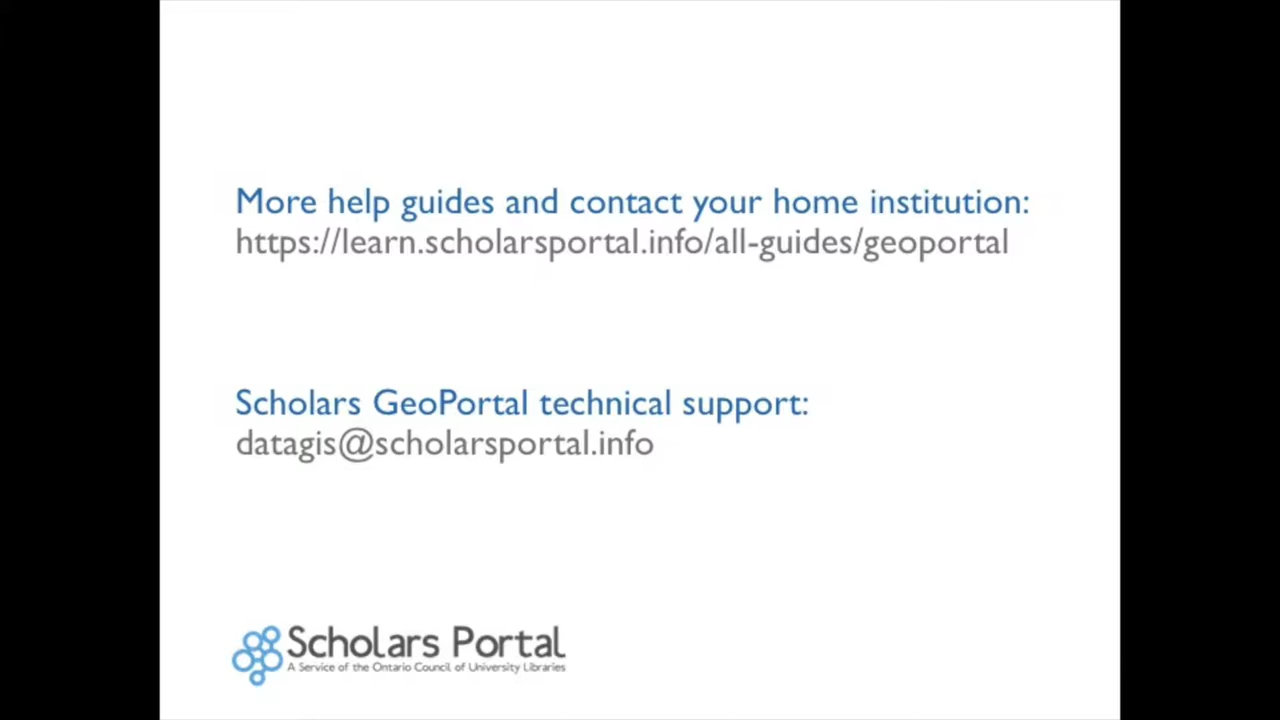 More help guides and contact your home institution:
https://learn.scholarsportal.info/all-guides/geoportal
Scholars GeoPortal technical support:
datagis@scholarsportal.info
Scholars Portal
A Service of the Ontario Council of University Libraries